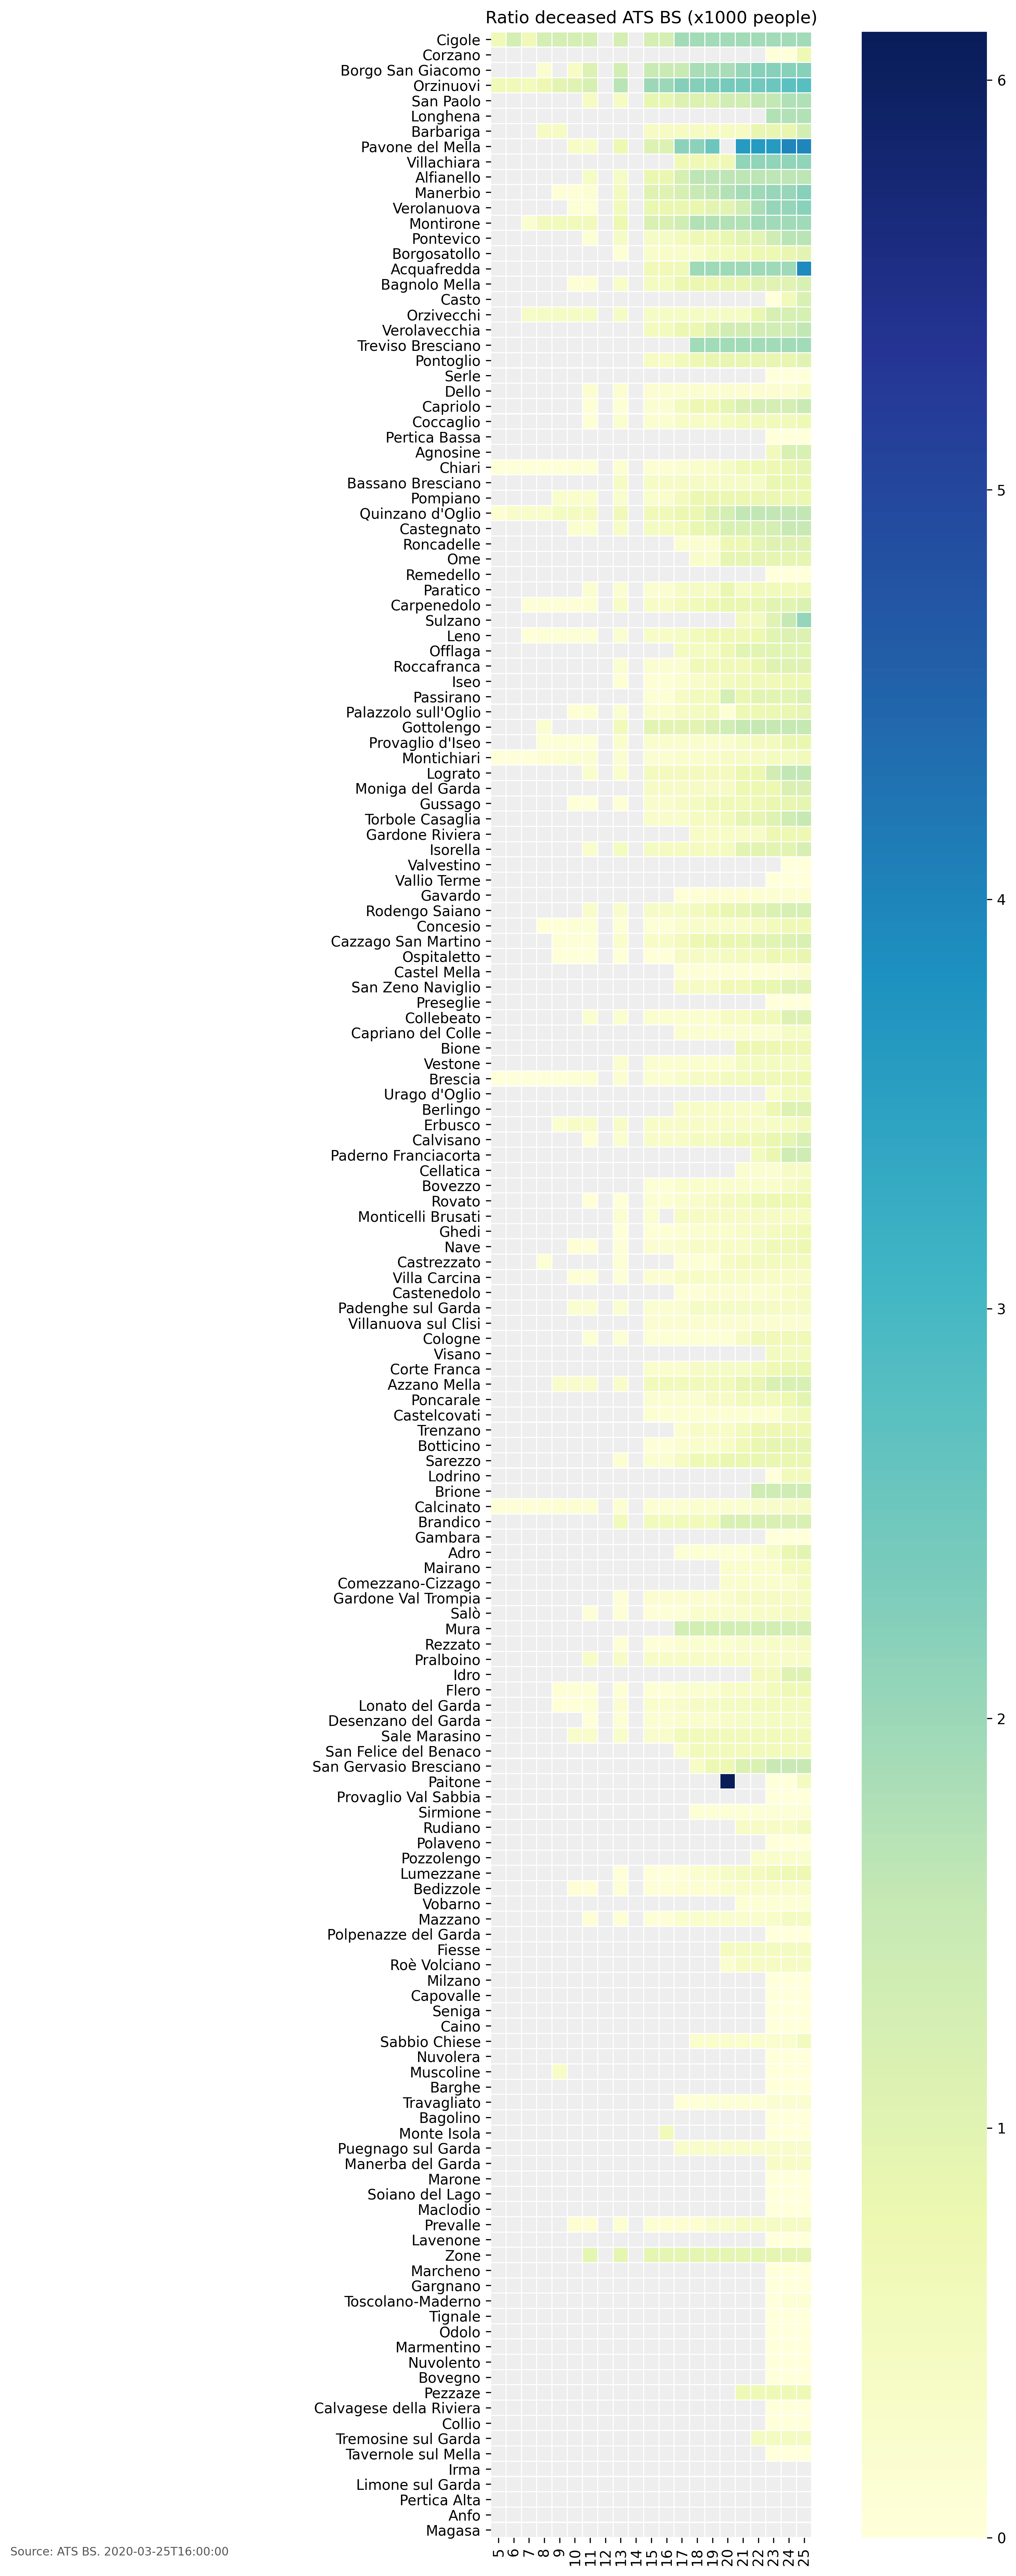 Ratio deceased ATS BS (x1000 people)
Cigole
Corzano
Borgo San Giacomo
Orzinuovi
San Paolo
Longhena
Barbariga
Pavone del Mella
Villachiara
Alfianello
Manerbio
Verolanuova
Montirone
Pontevico
Borgosatollo
Acquafredda
Bagnolo Mella
Casto
Orzivecchi
Verolavecchia
Treviso Bresciano
Pontoglio
Serle
Dello
Capriolo
Coccaglio
Pertica Bassa
Agnosine
Chiari
Bassano Bresciano
Pompiano
Quinzano d'Oglio
Castegnato
Roncadelle
Ome
Remedello
Paratico
Carpenedolo
Sulzano
Leno
Offlaga
Roccafranca
Iseo
Passirano
Palazzolo sull'Oglio
Gottolengo
Provaglio d'Iseo
Montichiari
Lograto
Moniga del Garda
Gussago
Torbole Casaglia
Gardone Riviera
Isorella
Valvestino
Vallio Terme
Gavardo
Rodengo Saiano
Concesio
Cazzago San Martino
Ospitaletto
Castel Mella
San Zeno Naviglio
Preseglie
Collebeato
Capriano del Colle
Bione
Vestone
Brescia
Urago d'Oglio
Berlingo
Erbusco
Calvisano
Paderno Franciacorta
Cellatica
Bovezzo
Rovato
Monticelli Brusati
Ghedi
Nave
Castrezzato
Villa Carcina
Castenedolo
Padenghe sul Garda
Villanuova sul Clisi
Cologne
Visano
Corte Franca
Azzano Mella
Poncarale
Castelcovati
Trenzano
Botticino
Sarezzo
Lodrino
Brione
Calcinato
Brandico
Gambara
Adro
Mairano
Comezzano-Cizzago
Gardone Val Trompia
Salò
Mura
Rezzato
Pralboino
Idro
Flero
Lonato del Garda
Desenzano del Garda
Sale Marasino
San Felice del Benaco
San Gervasio Bresciano
Paitone
Provaglio Val Sabbia
Sirmione
Rudiano
Polaveno
Pozzolengo
Lumezzane
Bedizzole
Vobarno
Mazzano
Polpenazze del Garda
Fiesse
Roè Volciano
Milzano
Capovalle
Seniga
Caino
Sabbio Chiese
Nuvolera
Muscoline
Barghe
Travagliato
Bagolino
Monte Isola
Puegnago sul Garda
Manerba del Garda
Marone
Soiano del Lago
Maclodio
Prevalle
Lavenone
Zone
Marcheno
Gargnano
Toscolano-Maderno
Tignale
Odolo
Marmentino
Nuvolento
Bovegno
Pezzaze
Calvagese della Riviera
Collio
Tremosine sul Garda
Tavernole sul Mella
Irma
Limone sul Garda
Pertica Alta
Anfo
Magasa
5 6 7 8 9 10 11 12 13 14 15 16 17 18 19 20 21 22 23 24 25
6
5
4
3
2
1
0
Source: ATS BS. 2020-03-25T16:00:00